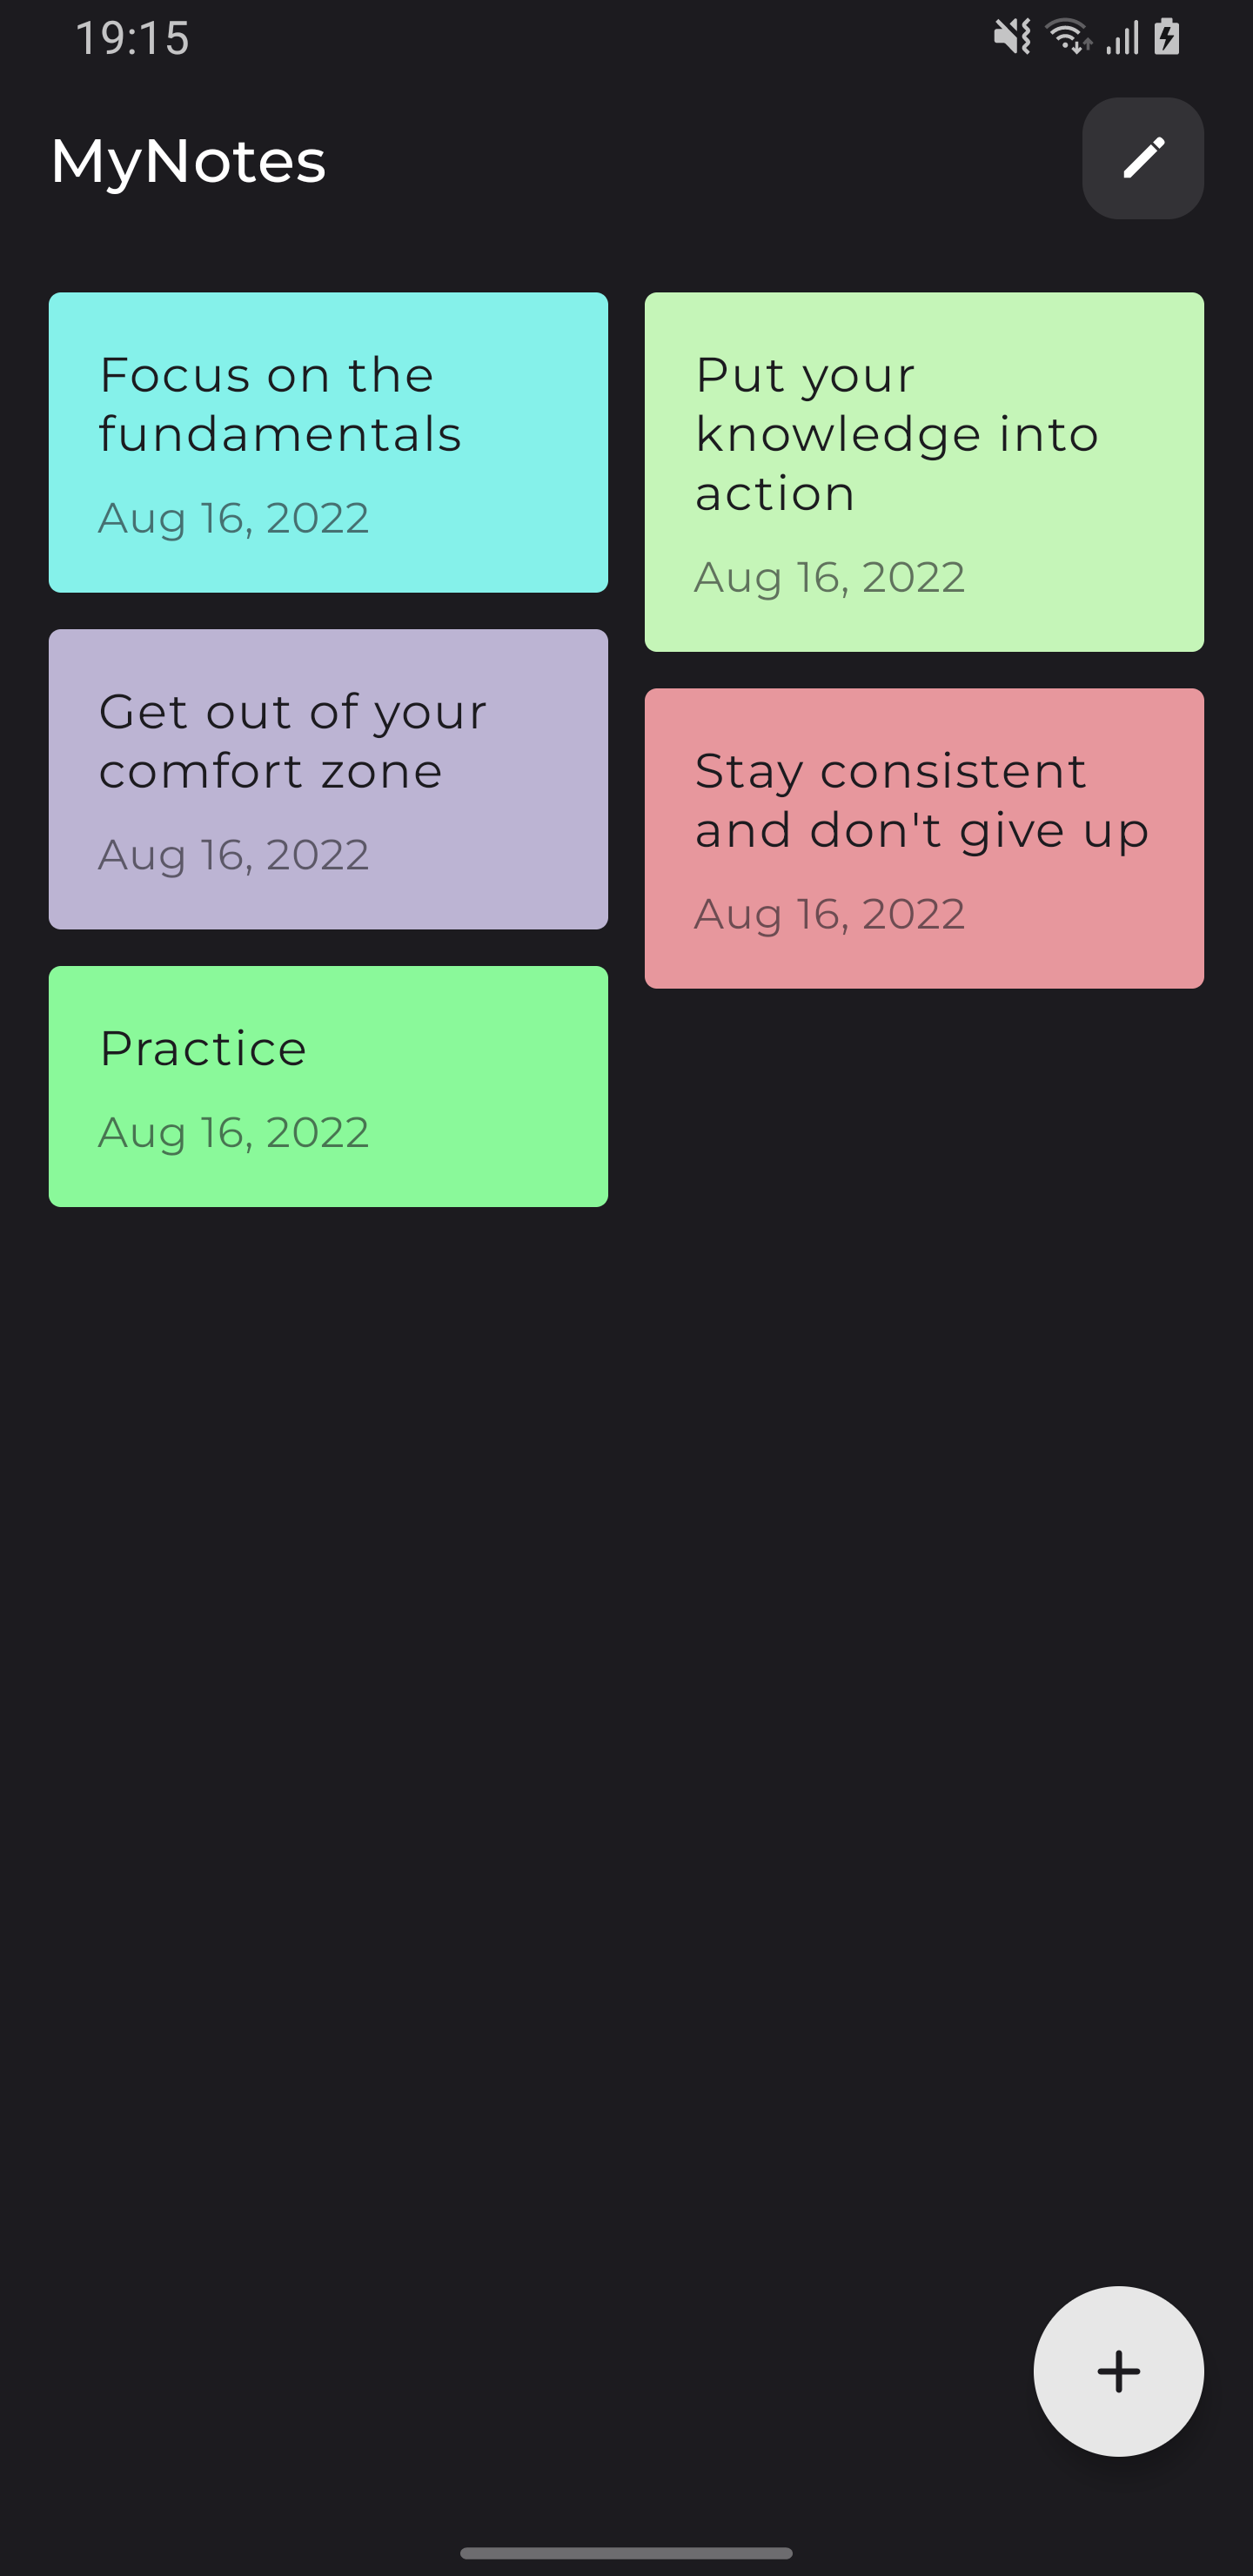 19:15
MyNotes
Focus on the
fundamentals
Aug 16, 2022
Put your
knowledge into
action
Aug 16, 2022
Get out of your
comfort zone
Aug 16, 2022
Stay consistent
and don't give up
Aug 16, 2022
Practice
Aug 16, 2022